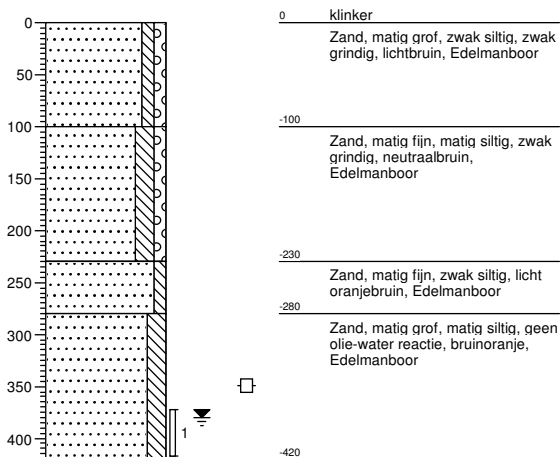 0
50
100
150
200
250
300
350
400
1
0
klinker
Zand, matig grof, zwak siltig, zwak
grindig, lichtbruin, Edelmanboor
-100
Zand, matig fijn, matig siltig, zwak
grindig, neutraalbruin,
Edelmanboor
-230
Zand, matig fijn, zwak siltig, licht
oranjebruin, Edelmanboor
-280
Zand, matig grof, matig siltig, geen
olie-water reactie, bruinoranje,
Edelmanboor
-420